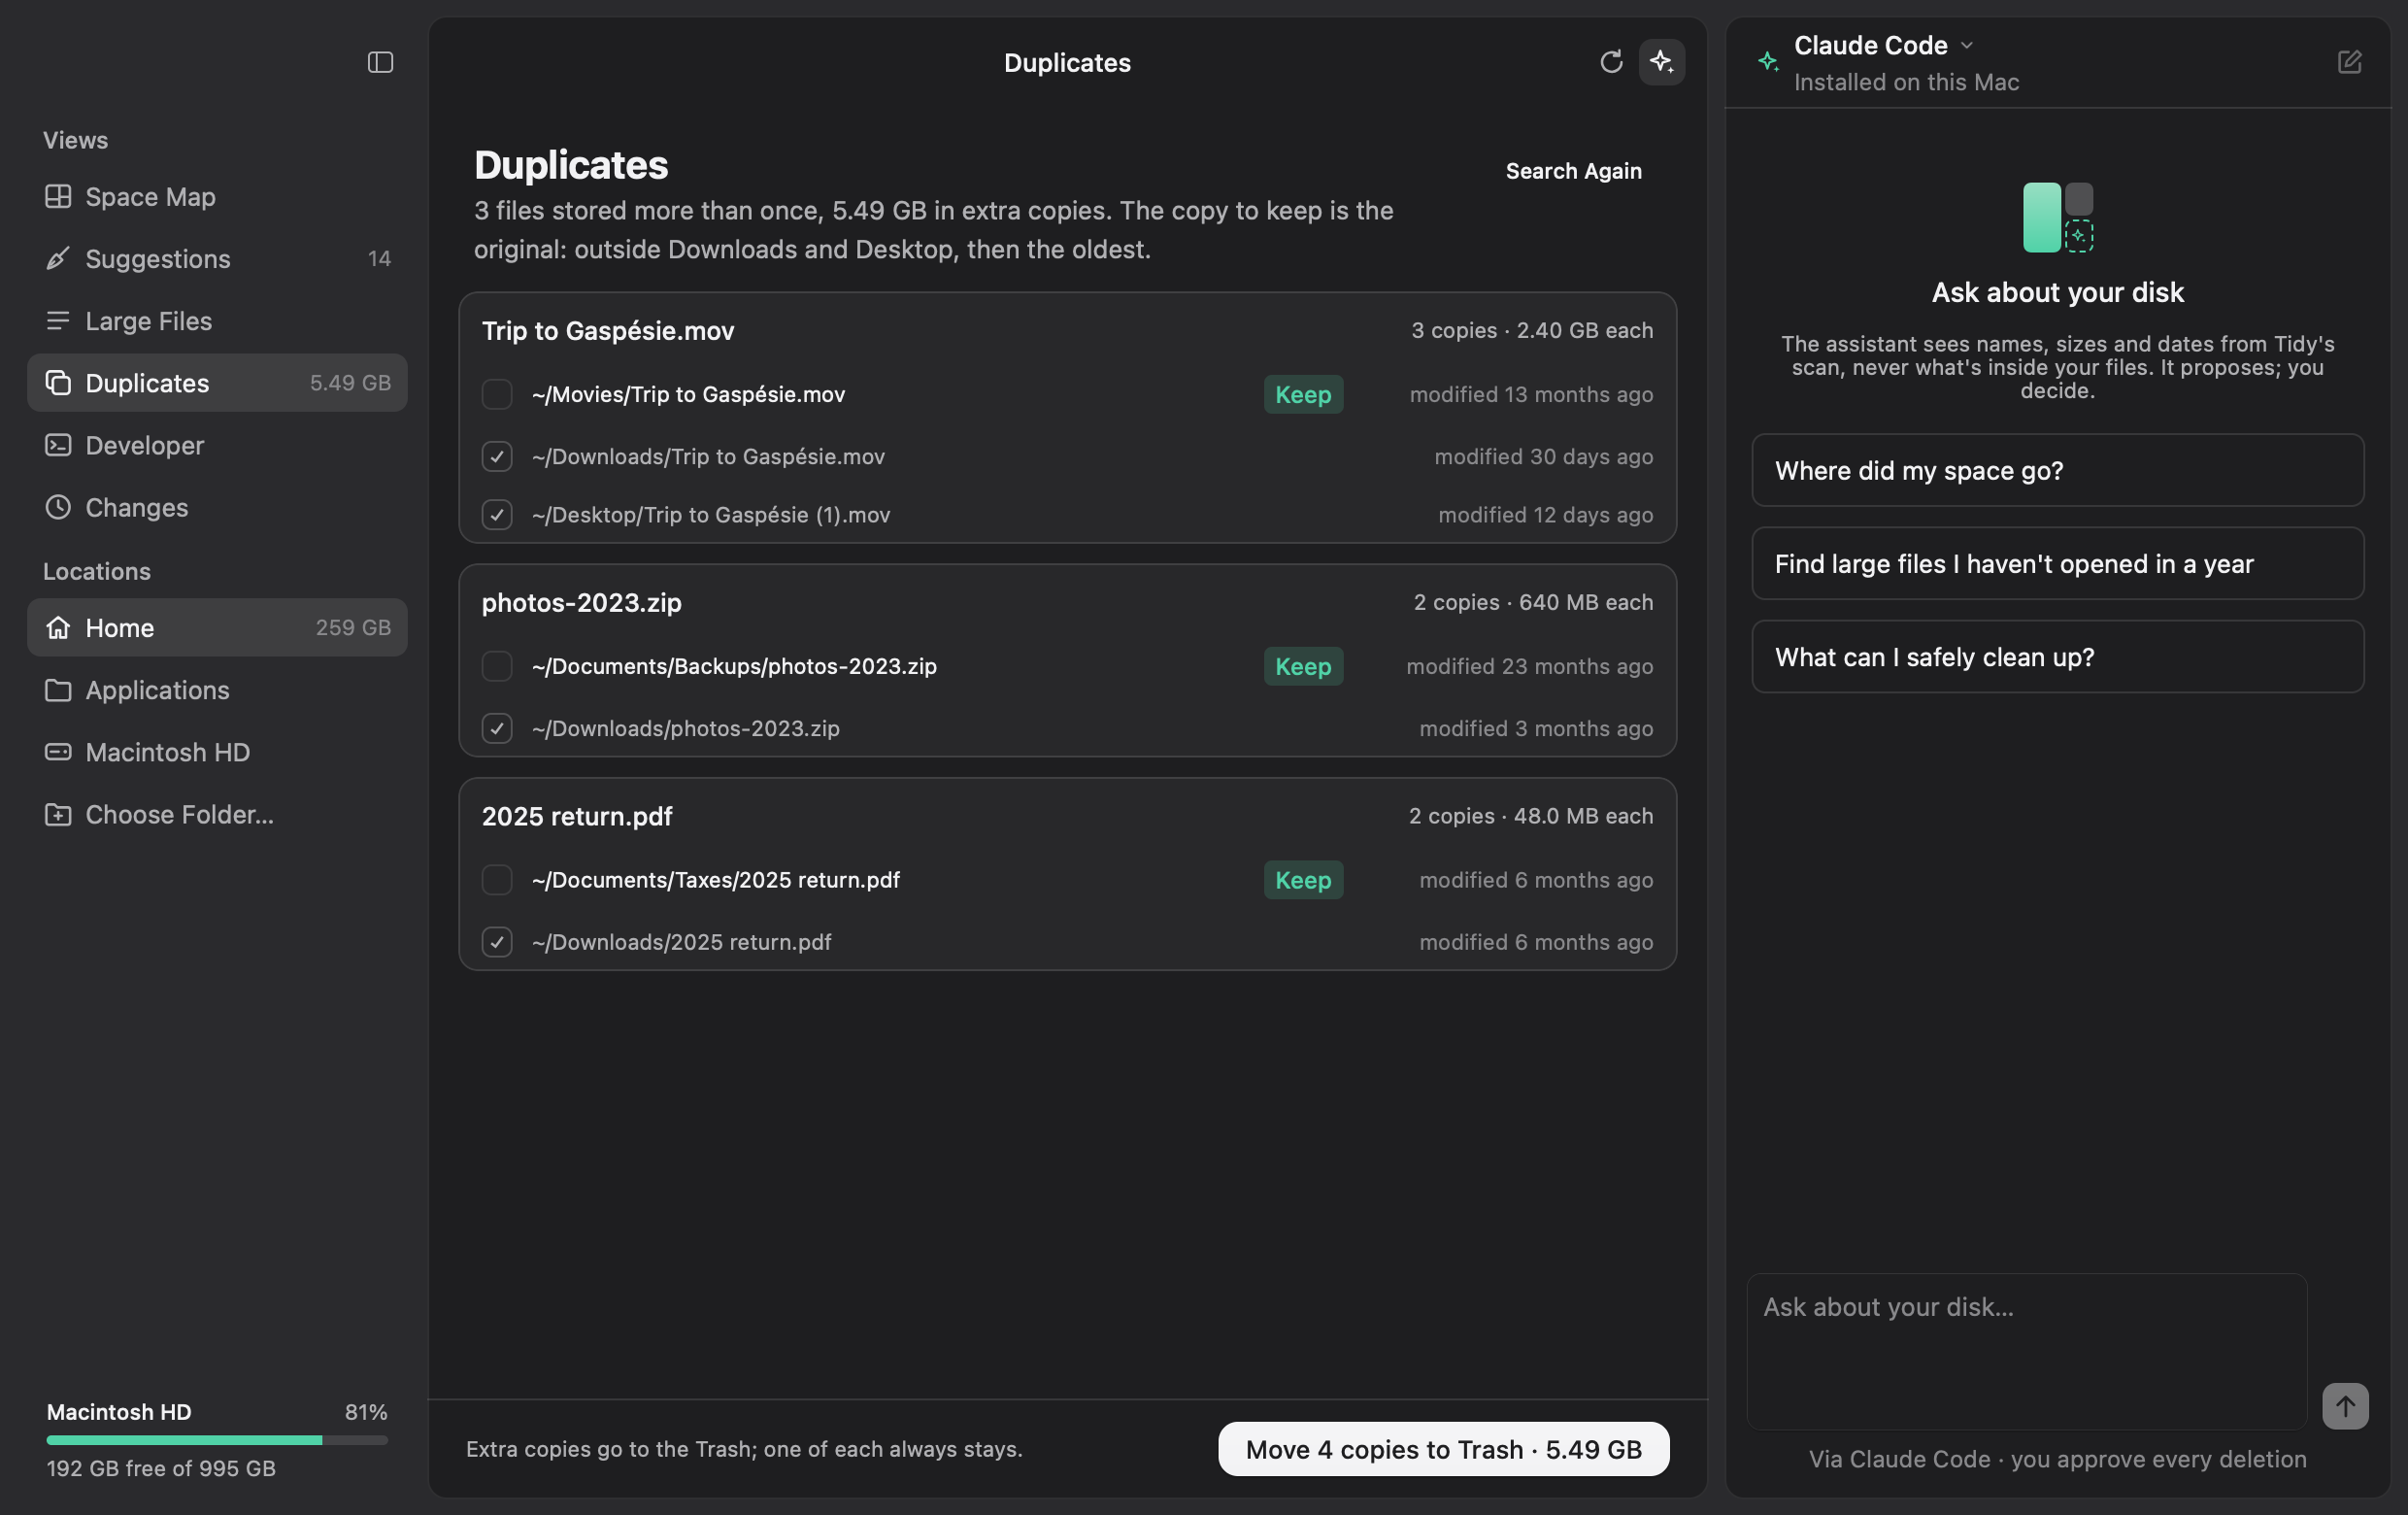 Views
Space Map
Suggestions 14
Large Files
Duplicates 5.49 GB
Developer
Changes
Locations
Home 259 GB
Applications
Macintosh HD
Choose Folder...
Macintosh HD 81%
192 GB free of 995 GB
Duplicates
Duplicates
Search Again
3 files stored more than once, 5.49 GB in extra copies. The copy to keep is the
original: outside Downloads and Desktop, then the oldest.
Trip to Gaspésie.mov 3 copies · 2.40 GB each
~/Movies/Trip to Gaspésie.mov Keep modified 13 months ago
~/Downloads/Trip to Gaspésie.mov modified 30 days ago
~/Desktop/Trip to Gaspésie (1).mov modified 12 days ago
photos-2023.zip 2 copies · 640 MB each
~/Documents/Backups/photos-2023.zip Keep modified 23 months ago
~/Downloads/photos-2023.zip modified 3 months ago
2025 return.pdf 2 copies · 48.0 MB each
~/Documents/Taxes/2025 return.pdf Keep modified 6 months ago
~/Downloads/2025 return.pdf modified 6 months ago
Extra copies go to the Trash; one of each always stays.
Move 4 copies to Trash · 5.49 GB
Claude Code
Installed on this Mac
Ask about your disk
The assistant sees names, sizes and dates from Tidy's
scan, never what's inside your files. It proposes; you
decide.
Where did my space go?
Find large files I haven't opened in a year
What can I safely clean up?
Ask about your disk...
Via Claude Code · you approve every deletion